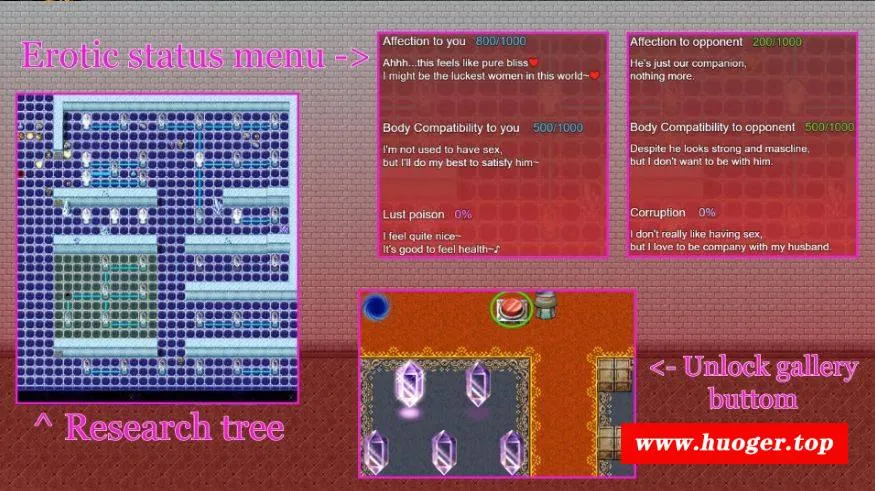 Erotic status menu ->
Affection to you 800/1000
Ahhh...this feels like pure bliss❤
I might be the luckest women in this world~❤
Body Compatibility to you 500/1000
I'm not used to have sex,
but I'll do my best to satisfy him~
Lust poison 0%
I feel quite nice~
It's good to feel health~♪
Affection to opponent 200/1000
He's just our companion,
nothing more.
Body Compatibility to opponent 500/1000
Despite he looks strong and mascline,
but I don't want to be with him.
Corruption 0%
I don't really like having sex,
but I love to be company with my husband.
^ Research tree
<- Unlock gallery
buttom
www.huoger.top